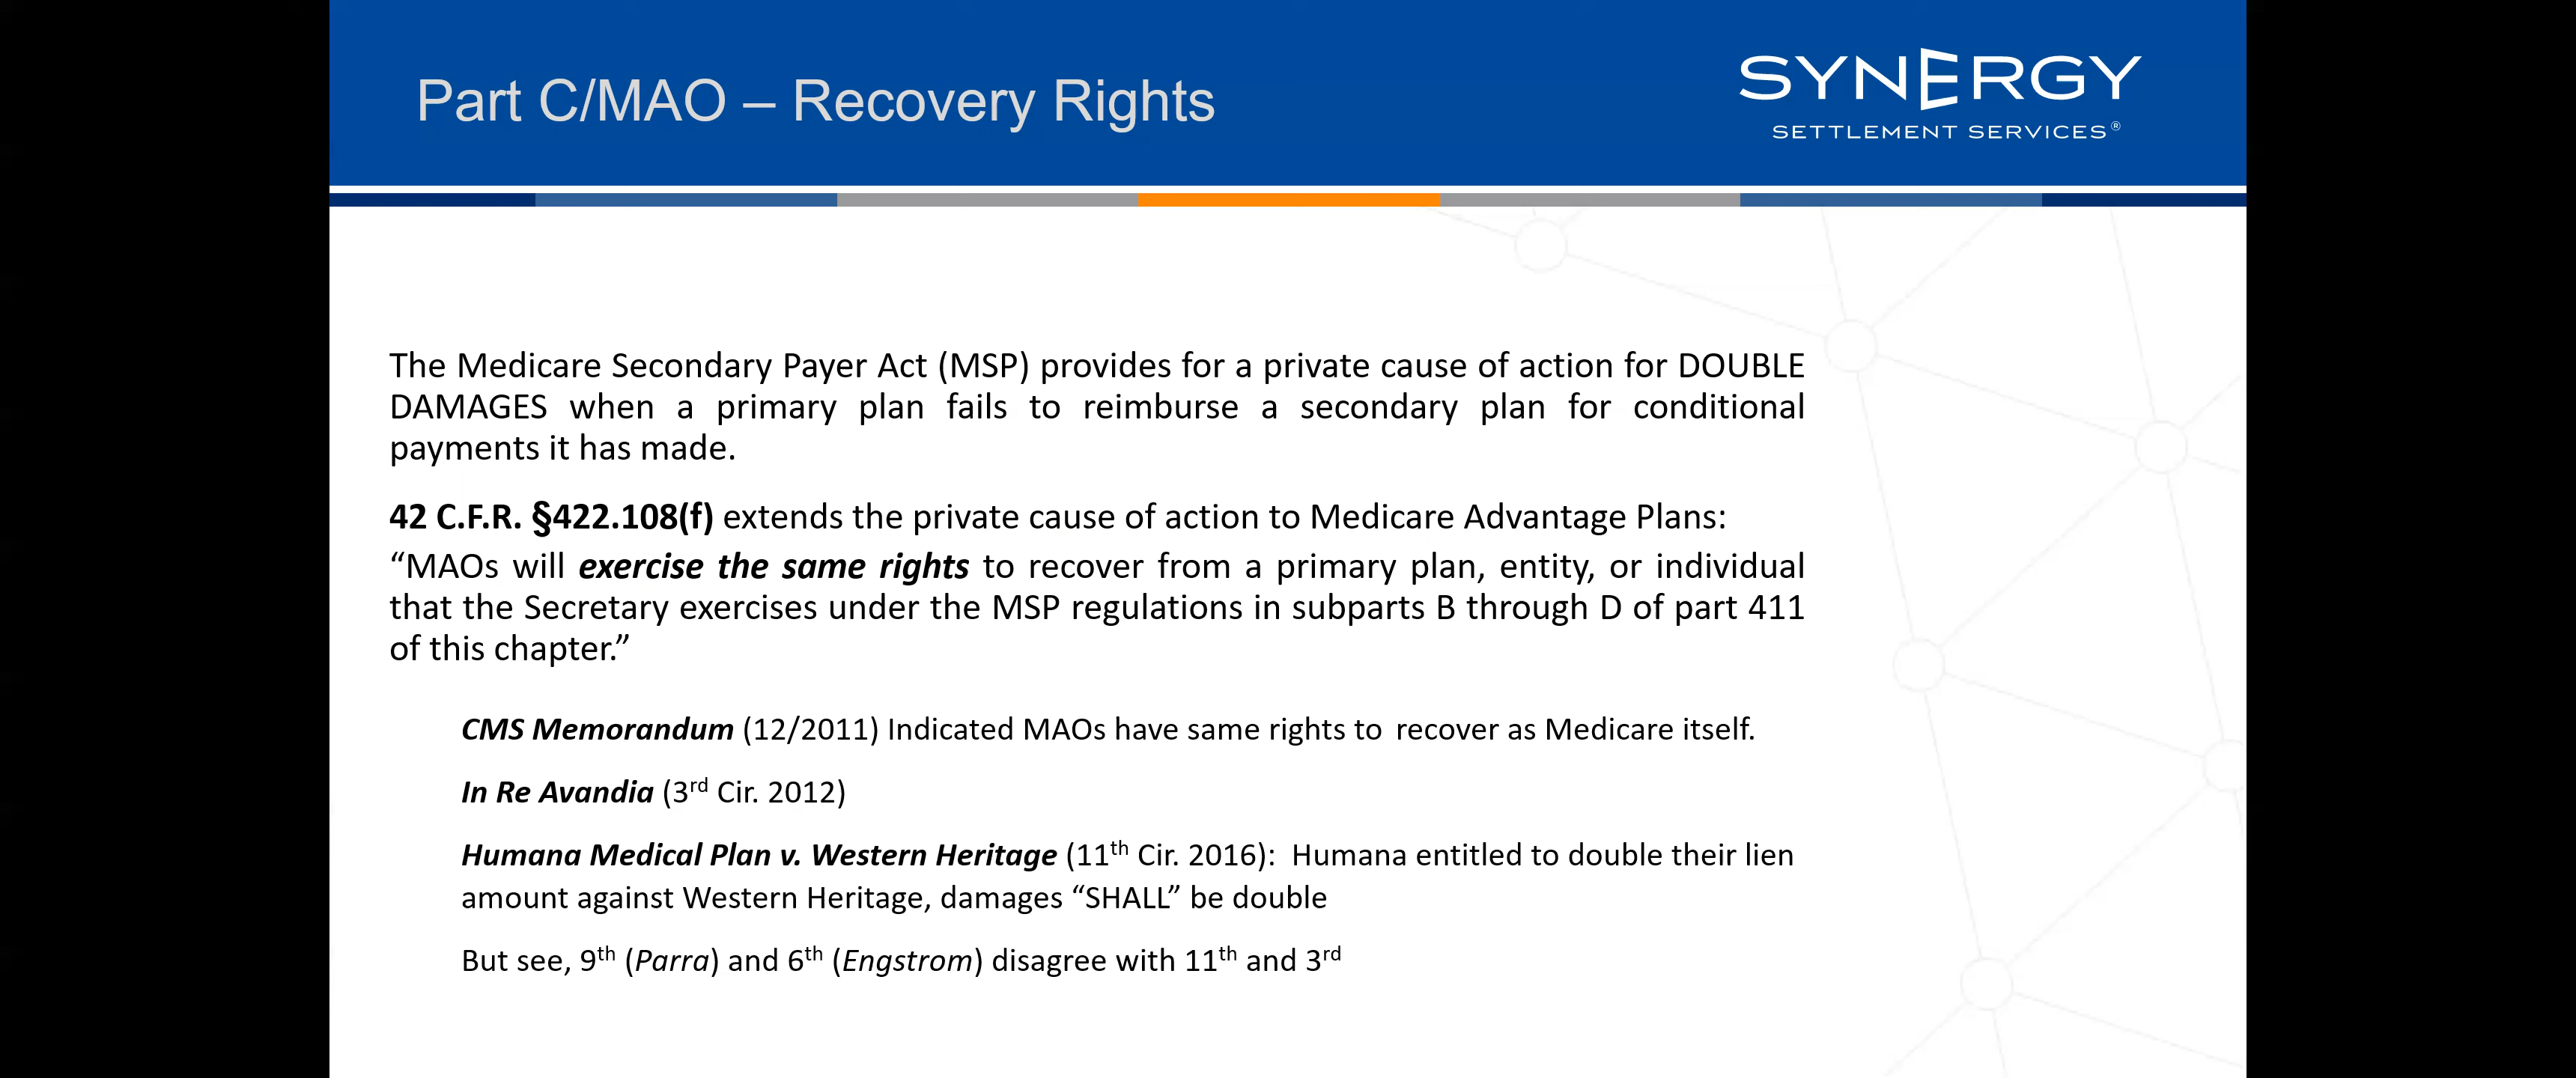 Part C/MAO – Recovery Rights
SYNERGY
SETTLEMENT SERVICES®
The Medicare Secondary Payer Act (MSP) provides for a private cause of action for DOUBLE
DAMAGES when a primary plan fails to reimburse a secondary plan for conditional
payments it has made.
42 C.F.R. §422.108(f) extends the private cause of action to Medicare Advantage Plans:
“MAOs will exercise the same rights to recover from a primary plan, entity, or individual
that the Secretary exercises under the MSP regulations in subparts B through D of part 411
of this chapter.”
CMS Memorandum (12/2011) Indicated MAOs have same rights to recover as Medicare itself.
In Re Avandia (3rd Cir. 2012)
Humana Medical Plan v. Western Heritage (11th Cir. 2016): Humana entitled to double their lien
amount against Western Heritage, damages “SHALL” be double
But see, 9th (Parra) and 6th (Engstrom) disagree with 11th and 3rd